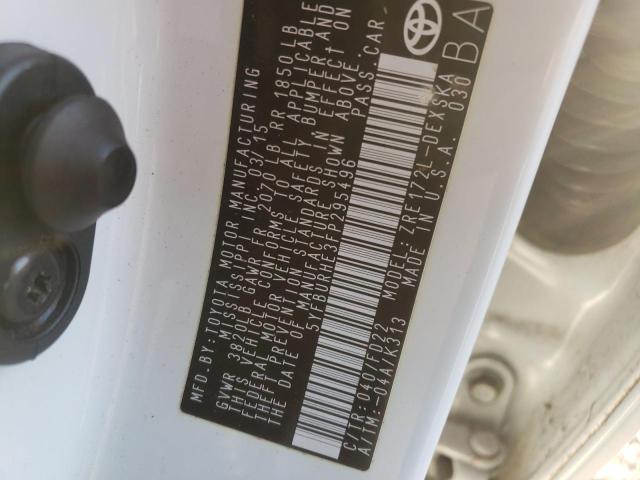 MFD. BY: TOYOTA MOTOR MANUFACTURING
MISSISSIPPI INC. 03/15
GVWR 3820LB GAWR FR 2070 LB RR 1850LB
THIS VEHICLE CONFORMS TO ALL APPLICABLE
FEDERAL MOTOR VEHICLE SAFETY BUMPER, AND
THEFT PREVENTION STANDARDS IN EFFECT ON
THE DATE OF MANUFACTURE SHOWN ABOVE.
5YFBURHE3FP295496 PASS. CAR
C/TR: 040/FD22 MODEL: ZRE172L-DEXSKA
A/TM: -04A/K313 MADE IN U.S.A. 030
BA